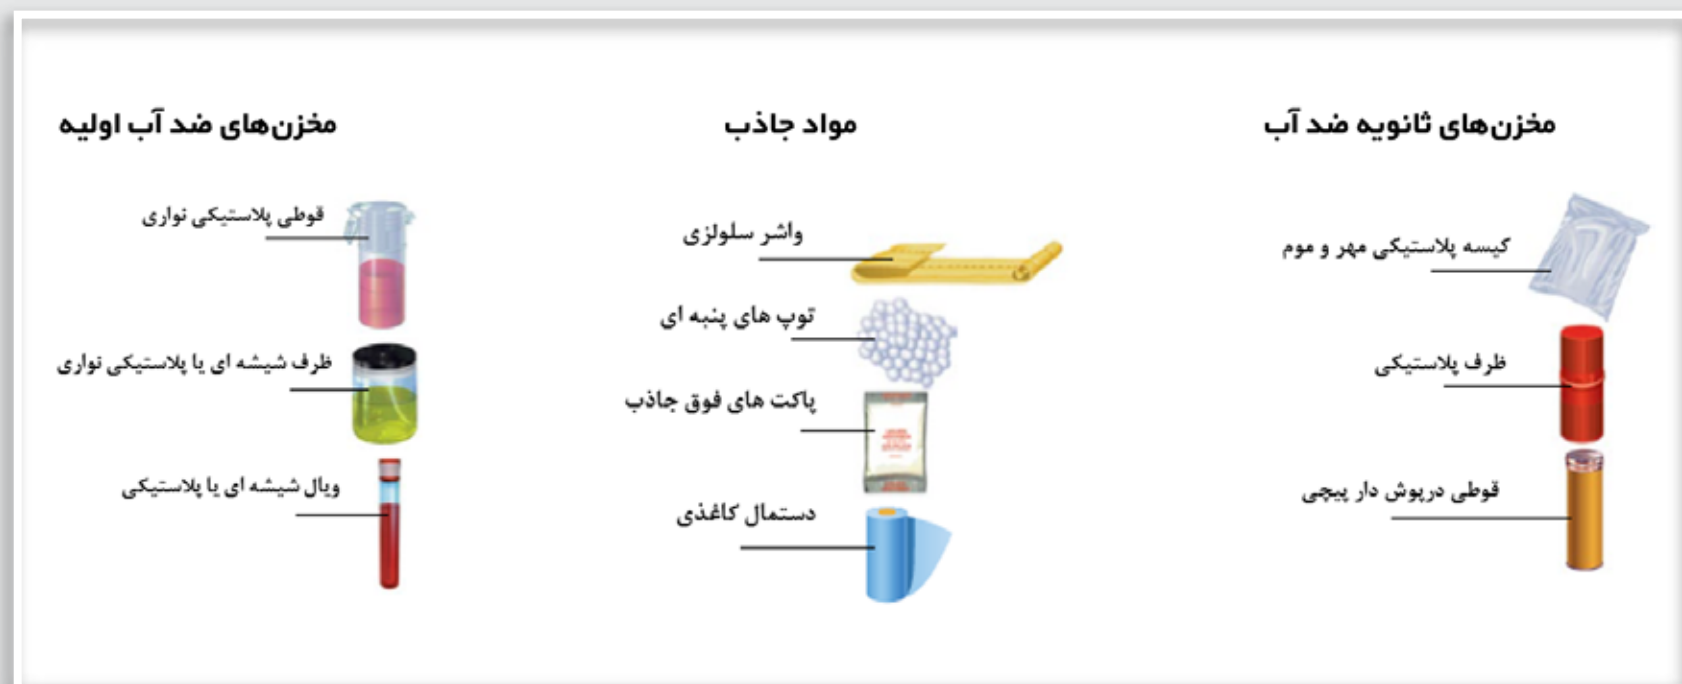 مخزن‌های ثانویه ضد آب
کیسه پلاستیکی مهر و موم
ظرف پلاستیکی
قوطی درپوش دار پیچی
مواد جاذب
واشر سلولزی
توپ های پنبه ای
پاکت های فوق جاذب
دستمال کاغذی
مخزن‌های ضد آب اولیه
قوطی پلاستیکی نواری
ظرف شیشه ای یا پلاستیکی نواری
ویال شیشه ای یا پلاستیکی